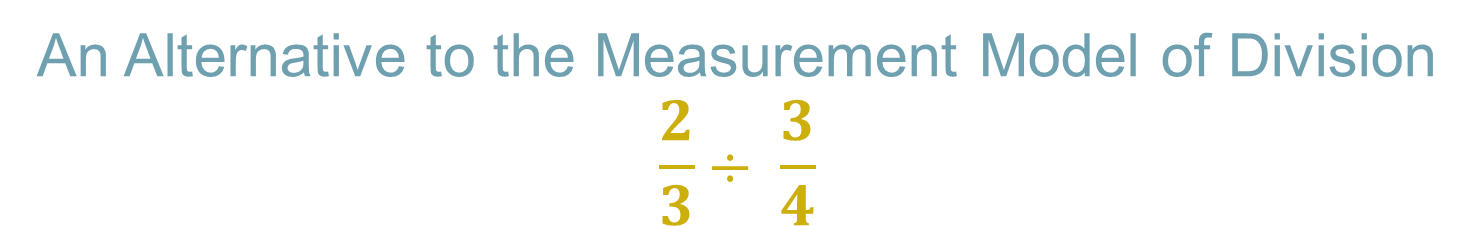 An Alternative to the Measurement Model of Division
2/3 ÷ 3/4